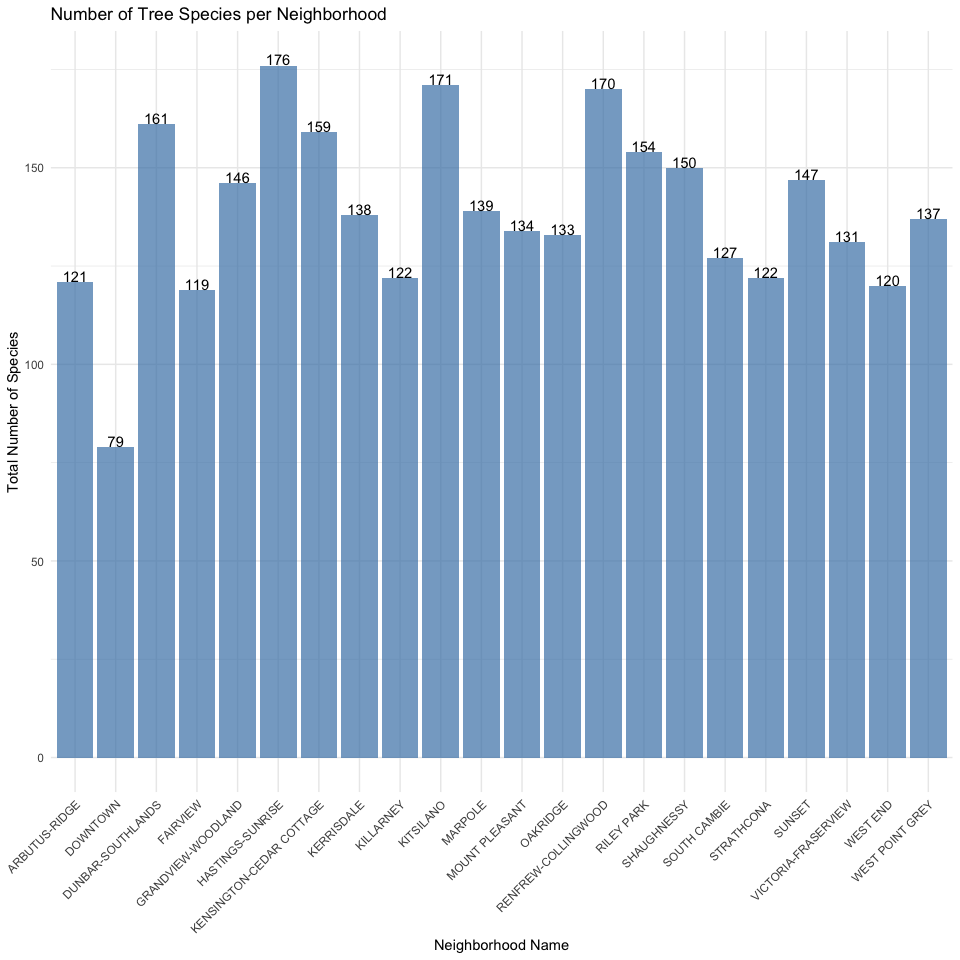 Number of Tree Species per Neighborhood
176
171
170
161
159
154
150
147
146
139
138
137
134
133
131
127
122
122
121
120
119
79
150
100
50
0
Total Number of Species
ARBUTUS-RIDGE
DOWNTOWN
DUNBAR-SOUTHLANDS
FAIRVIEW
GRANDVIEW-WOODLAND
HASTINGS-SUNRISE
KENSINGTON-CEDAR COTTAGE
KERRISDALE
KILLARNEY
KITSILANO
MARPOLE
MOUNT PLEASANT
OAKRIDGE
RENFREW-COLLINGWOOD
RILEY PARK
SHAUGHNESSY
SOUTH CAMBIE
STRATHCONA
SUNSET
VICTORIA-FRASERVIEW
WEST END
WEST POINT GREY
Neighborhood Name